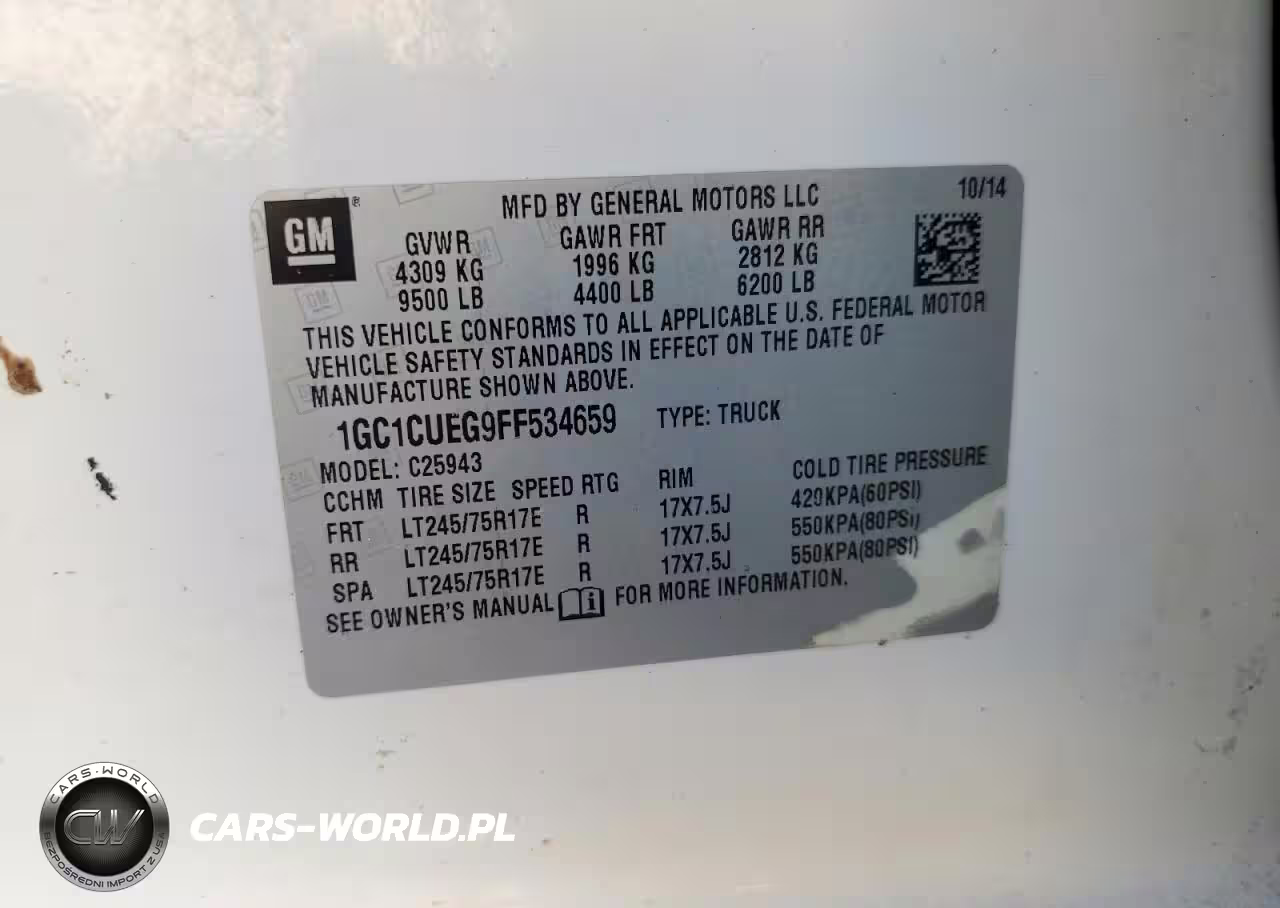 10/14
MFD BY GENERAL MOTORS LLC
GM ®
GVWR GAWR FRT GAWR RR
4309 KG 1996 KG 2812 KG
9500 LB 4400 LB 6200 LB
THIS VEHICLE CONFORMS TO ALL APPLICABLE U.S. FEDERAL MOTOR
VEHICLE SAFETY STANDARDS IN EFFECT ON THE DATE OF
MANUFACTURE SHOWN ABOVE.
1GC1CUEG9FF534659 TYPE: TRUCK
MODEL: C25943
CCHM TIRE SIZE SPEED RTG RIM COLD TIRE PRESSURE
FRT LT245/75R17E R 17X7.5J 420KPA(60PSI)
RR LT245/75R17E R 17X7.5J 550KPA(80PSI)
SPA LT245/75R17E R 17X7.5J 550KPA(80PSI)
SEE OWNER'S MANUAL i FOR MORE INFORMATION.
CARS-WORLD
CW
BEZPOŚREDNI IMPORT Z USA
CARS-WORLD.PL